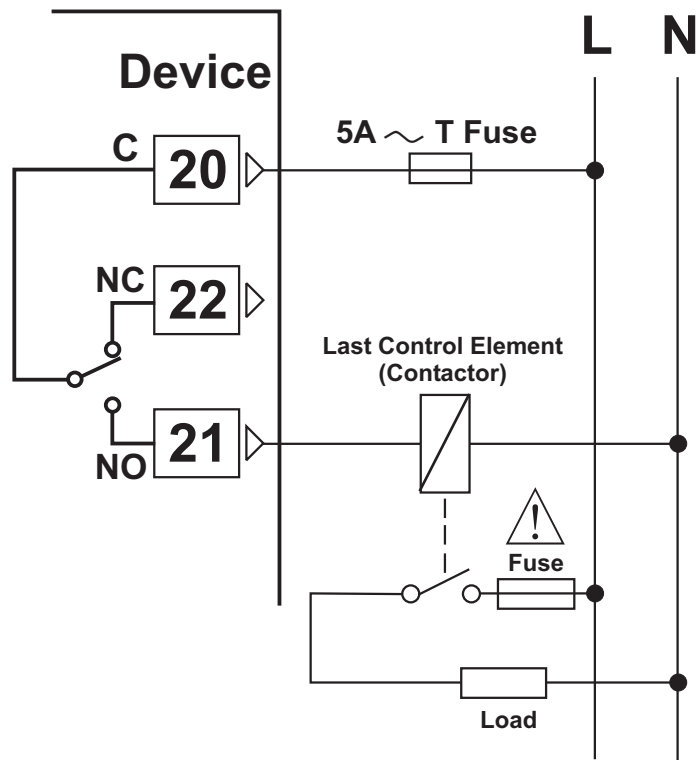 L N
Device
5A ~ T Fuse
C
20
NC
22
Last Control Element
(Contactor)
21
NO
!
Fuse
Load